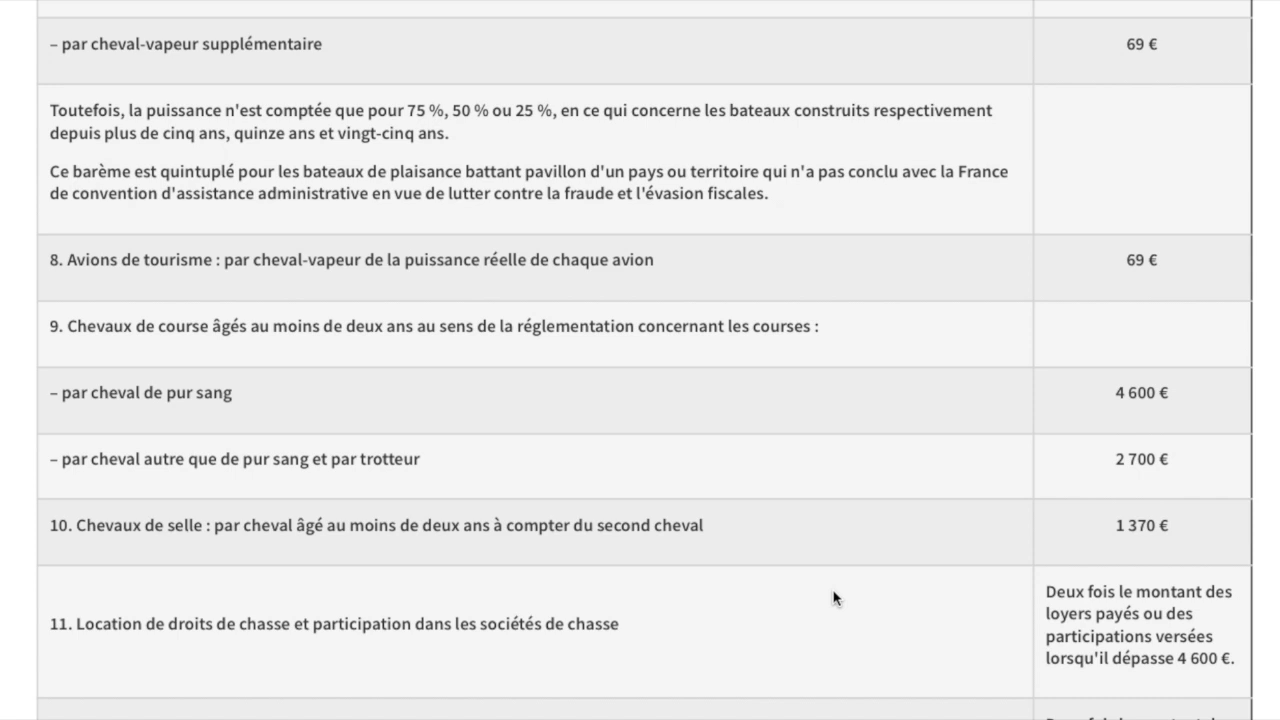 – par cheval-vapeur supplémentaire
69 €
Toutefois, la puissance n'est comptée que pour 75 %, 50 % ou 25 %, en ce qui concerne les bateaux construits respectivement
depuis plus de cinq ans, quinze ans et vingt-cinq ans.
Ce barème est quintuplé pour les bateaux de plaisance battant pavillon d'un pays ou territoire qui n'a pas conclu avec la France
de convention d'assistance administrative en vue de lutter contre la fraude et l'évasion fiscales.
8. Avions de tourisme : par cheval-vapeur de la puissance réelle de chaque avion
69 €
9. Chevaux de course âgés au moins de deux ans au sens de la réglementation concernant les courses :
– par cheval de pur sang
4 600 €
– par cheval autre que de pur sang et par trotteur
2 700 €
10. Chevaux de selle : par cheval âgé au moins de deux ans à compter du second cheval
1 370 €
11. Location de droits de chasse et participation dans les sociétés de chasse
Deux fois le montant des
loyers payés ou des
participations versées
lorsqu'il dépasse 4 600 €.